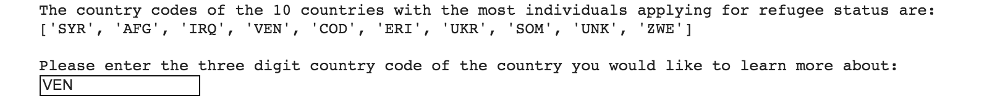 The country codes of the 10 countries with the most individuals applying for refugee status are:
['SYR', 'AFG', 'IRQ', 'VEN', 'COD', 'ERI', 'UKR', 'SOM', 'UNK', 'ZWE']
Please enter the three digit country code of the country you would like to learn more about:
VEN